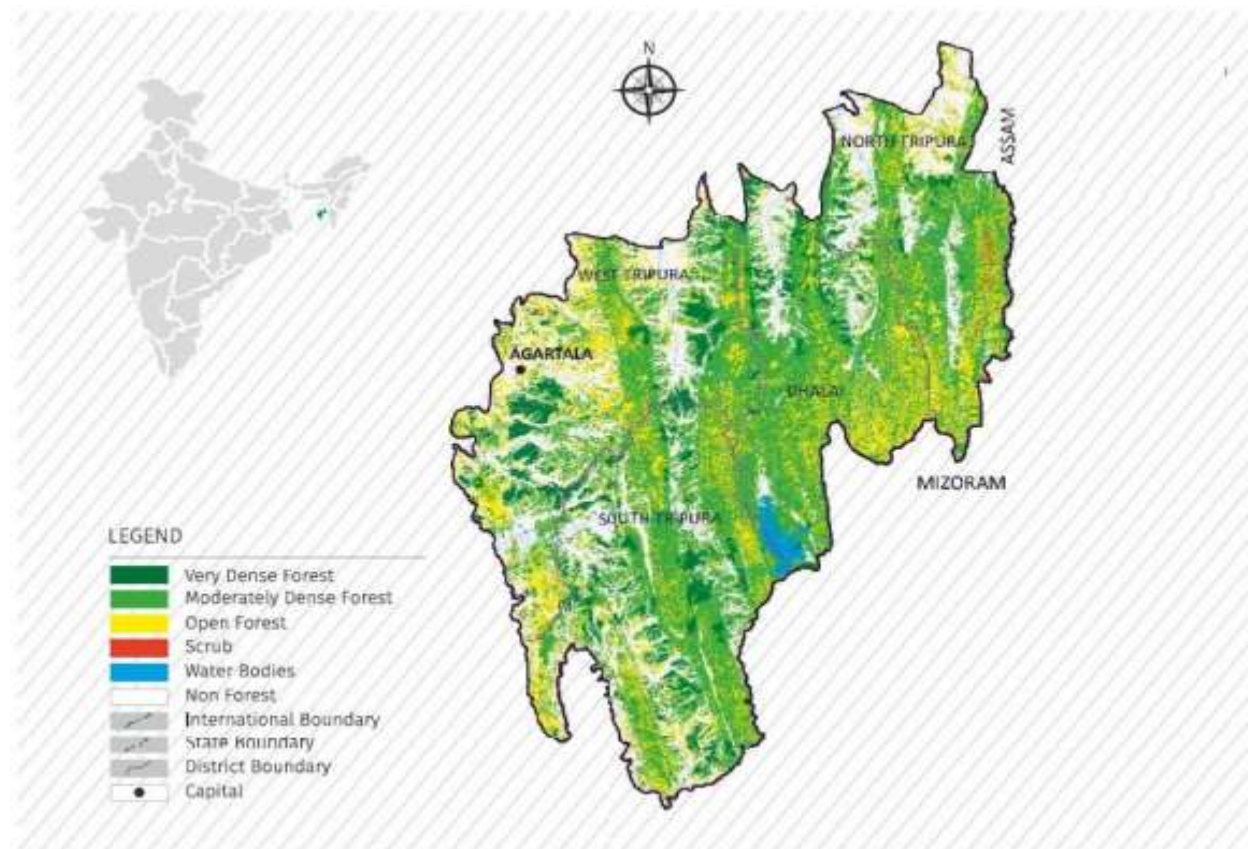 N
ASSAM
NORTH TRIPURA
WEST TRIPURA
AGARTALA
DHALAI
MIZORAM
SOUTH TRIPURA
LEGEND
Very Dense Forest
Moderately Dense Forest
Open Forest
Scrub
Water Bodies
Non Forest
International Boundary
State Boundary
District Boundary
Capital